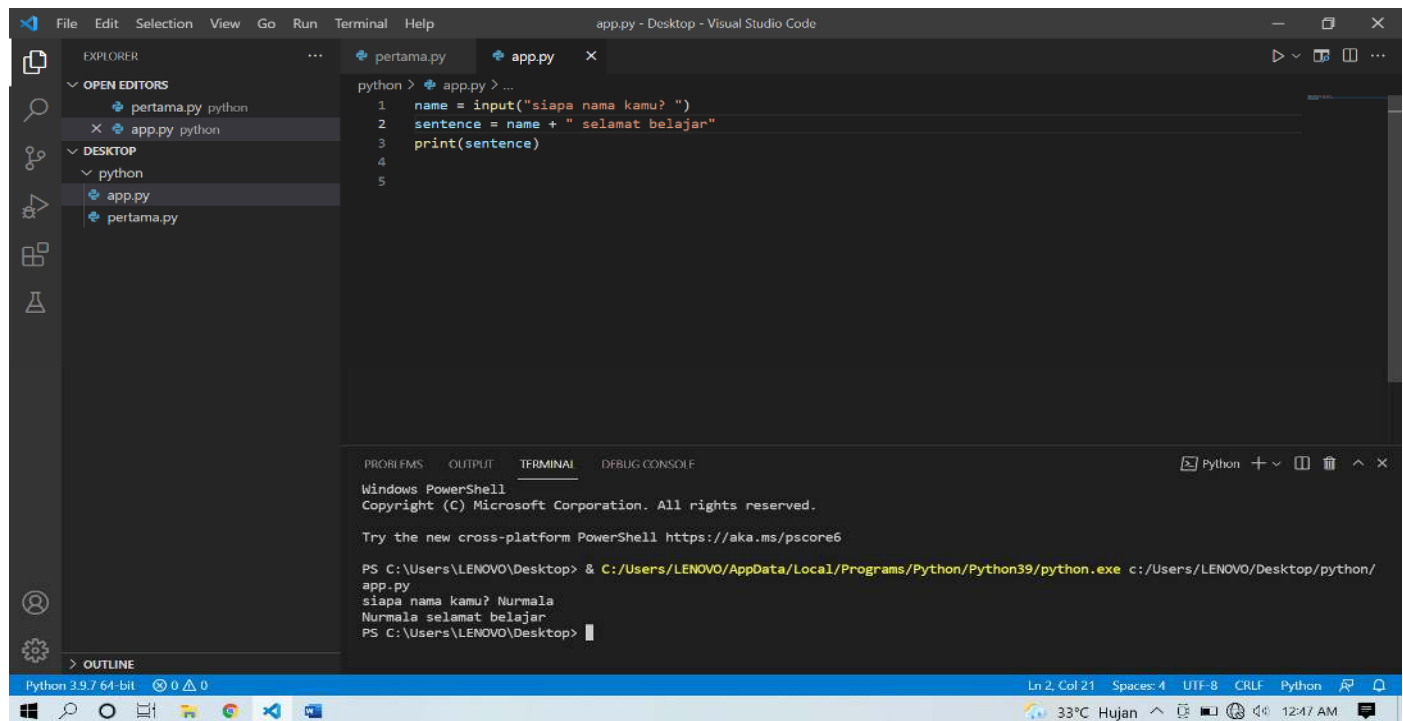 File Edit Selection View Go Run Terminal Help app.py - Desktop - Visual Studio Code
EXPLORER
OPEN EDITORS
pertama.py python
app.py python
DESKTOP
python
app.py
pertama.py
OUTLINE
pertama.py app.py
python > app.py > ...
1 name = input("siapa nama kamu? ")
2 sentence = name + " selamat belajar"
3 print(sentence)
4
5
PROBLEMS OUTPUT TERMINAL DEBUG CONSOLE Python
Windows PowerShell
Copyright (C) Microsoft Corporation. All rights reserved.
Try the new cross-platform PowerShell https://aka.ms/pscore6
PS C:\Users\LENOVO\Desktop> & C:/Users/LENOVO/AppData/Local/Programs/Python/Python39/python.exe c:/Users/LENOVO/Desktop/python/
app.py
siapa nama kamu? Nurmala
Nurmala selamat belajar
PS C:\Users\LENOVO\Desktop>
Python 3.9.7 64-bit 0 0 Ln 2, Col 21 Spaces: 4 UTF-8 CRLF Python
33°C Hujan 12:47 AM